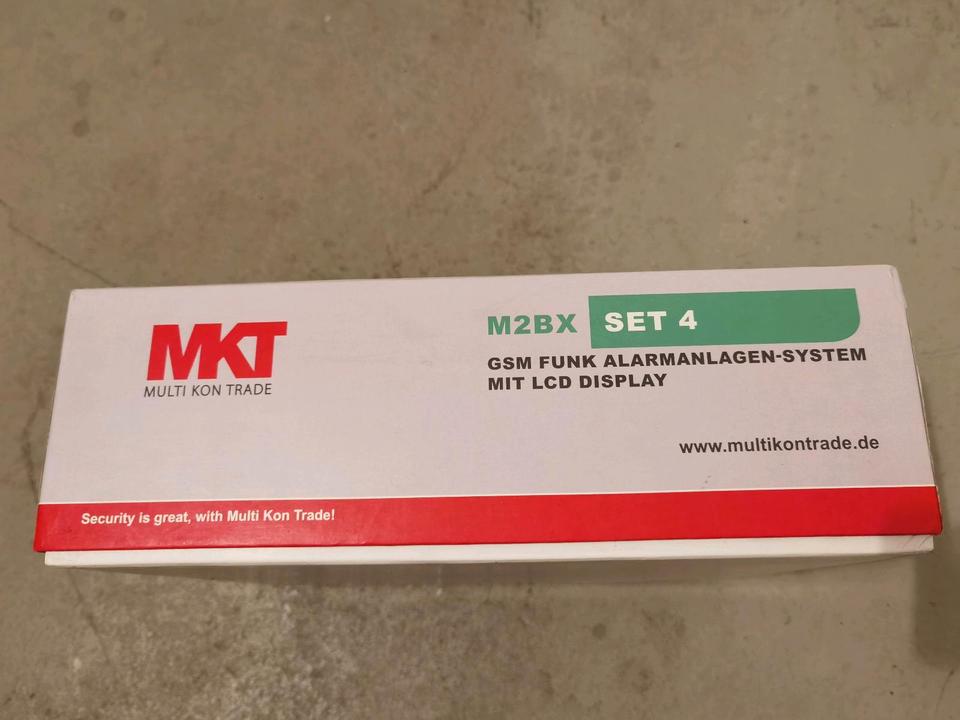 MKT
MULTI KON TRADE
M2BX SET 4
GSM FUNK ALARMANLAGEN-SYSTEM
MIT LCD DISPLAY
www.multikontrade.de
Security is great, with Multi Kon Trade!